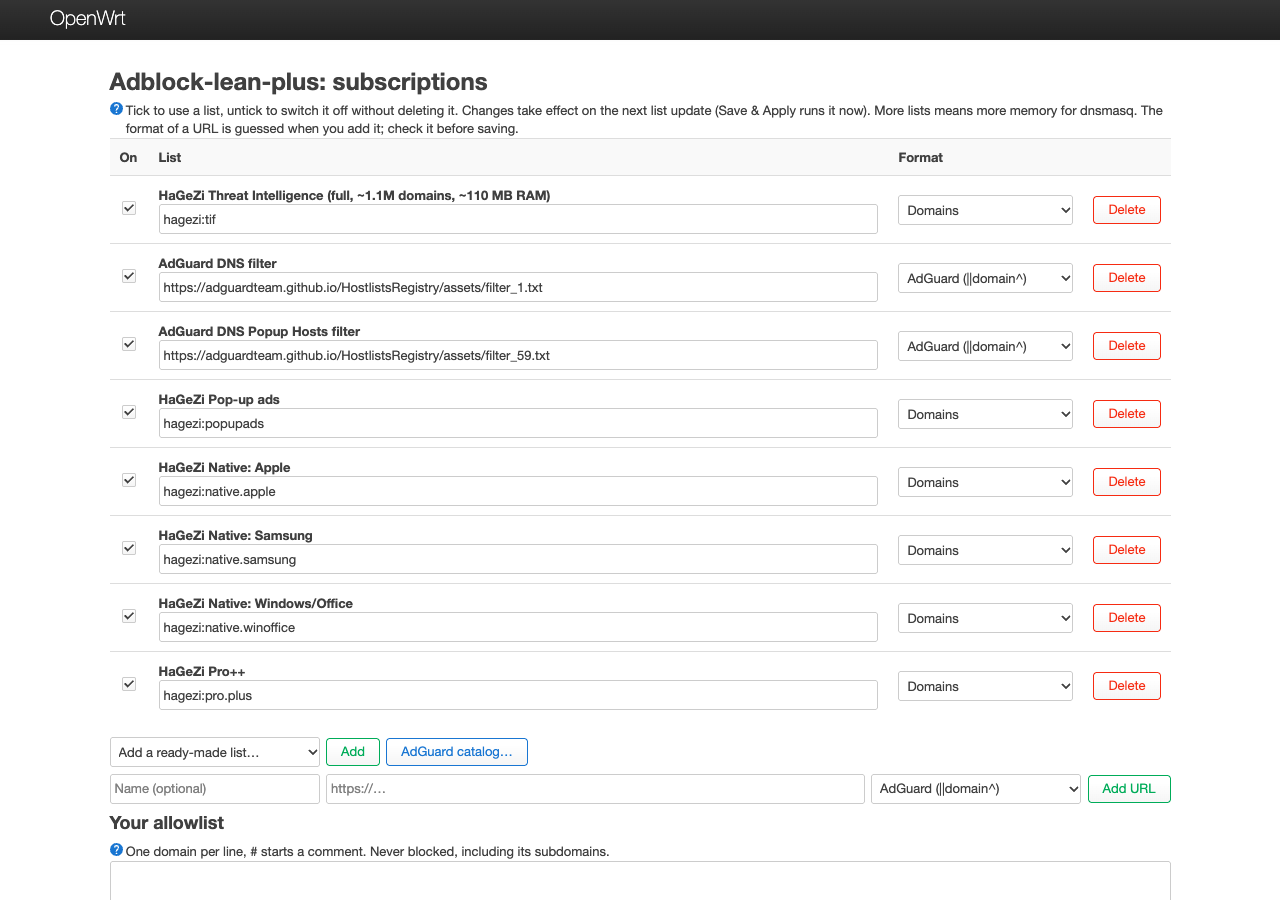 OpenWrt
Adblock-lean-plus: subscriptions
Tick to use a list, untick to switch it off without deleting it. Changes take effect on the next list update (Save & Apply runs it now). More lists means more memory for dnsmasq. The
format of a URL is guessed when you add it; check it before saving.
On List Format
HaGeZi Threat Intelligence (full, ~1.1M domains, ~110 MB RAM)
hagezi:tif Domains Delete
AdGuard DNS filter
https://adguardteam.github.io/HostlistsRegistry/assets/filter_1.txt AdGuard (||domain^) Delete
AdGuard DNS Popup Hosts filter
https://adguardteam.github.io/HostlistsRegistry/assets/filter_59.txt AdGuard (||domain^) Delete
HaGeZi Pop-up ads
hagezi:popupads Domains Delete
HaGeZi Native: Apple
hagezi:native.apple Domains Delete
HaGeZi Native: Samsung
hagezi:native.samsung Domains Delete
HaGeZi Native: Windows/Office
hagezi:native.winoffice Domains Delete
HaGeZi Pro++
hagezi:pro.plus Domains Delete
Add a ready-made list… Add AdGuard catalog…
Name (optional) https://… AdGuard (||domain^) Add URL
Your allowlist
One domain per line, # starts a comment. Never blocked, including its subdomains.